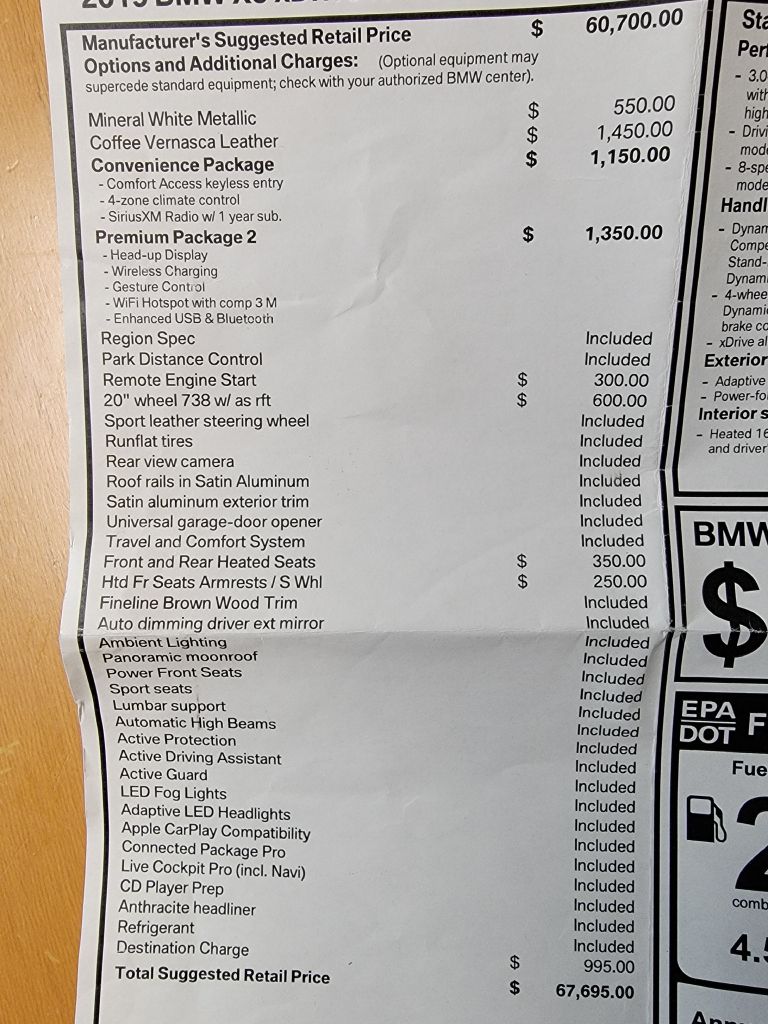 Manufacturer's Suggested Retail Price $ 60,700.00
Options and Additional Charges: (Optional equipment may
supercede standard equipment; check with your authorized BMW center).
Mineral White Metallic $ 550.00
Coffee Vernasca Leather $ 1,450.00
Convenience Package $ 1,150.00
- Comfort Access keyless entry
- 4-zone climate control
- SiriusXM Radio w/ 1 year sub.
Premium Package 2 $ 1,350.00
- Head-up Display
- Wireless Charging
- Gesture Control
- WiFi Hotspot with comp 3 M
- Enhanced USB & Bluetooth
Region Spec Included
Park Distance Control Included
Remote Engine Start $ 300.00
20" wheel 738 w/ as rft $ 600.00
Sport leather steering wheel Included
Runflat tires Included
Rear view camera Included
Roof rails in Satin Aluminum Included
Satin aluminum exterior trim Included
Universal garage-door opener Included
Travel and Comfort System Included
Front and Rear Heated Seats $ 350.00
Htd Fr Seats Armrests / S Whl $ 250.00
Fineline Brown Wood Trim Included
Auto dimming driver ext mirror Included
Ambient Lighting Included
Panoramic moonroof Included
Power Front Seats Included
Sport seats Included
Lumbar support Included
Automatic High Beams Included
Active Protection Included
Active Driving Assistant Included
Active Guard Included
LED Fog Lights Included
Adaptive LED Headlights Included
Apple CarPlay Compatibility Included
Connected Package Pro Included
Live Cockpit Pro (incl. Navi) Included
CD Player Prep Included
Anthracite headliner Included
Refrigerant Included
Destination Charge $ 995.00
Total Suggested Retail Price $ 67,695.00
- 3.0
with
high
- 8-spe
- 4-whee
brake
- xDrive
Exterior
- Adaptive
Interior
- Heated
and driver
BMW
$
EPA
DOT